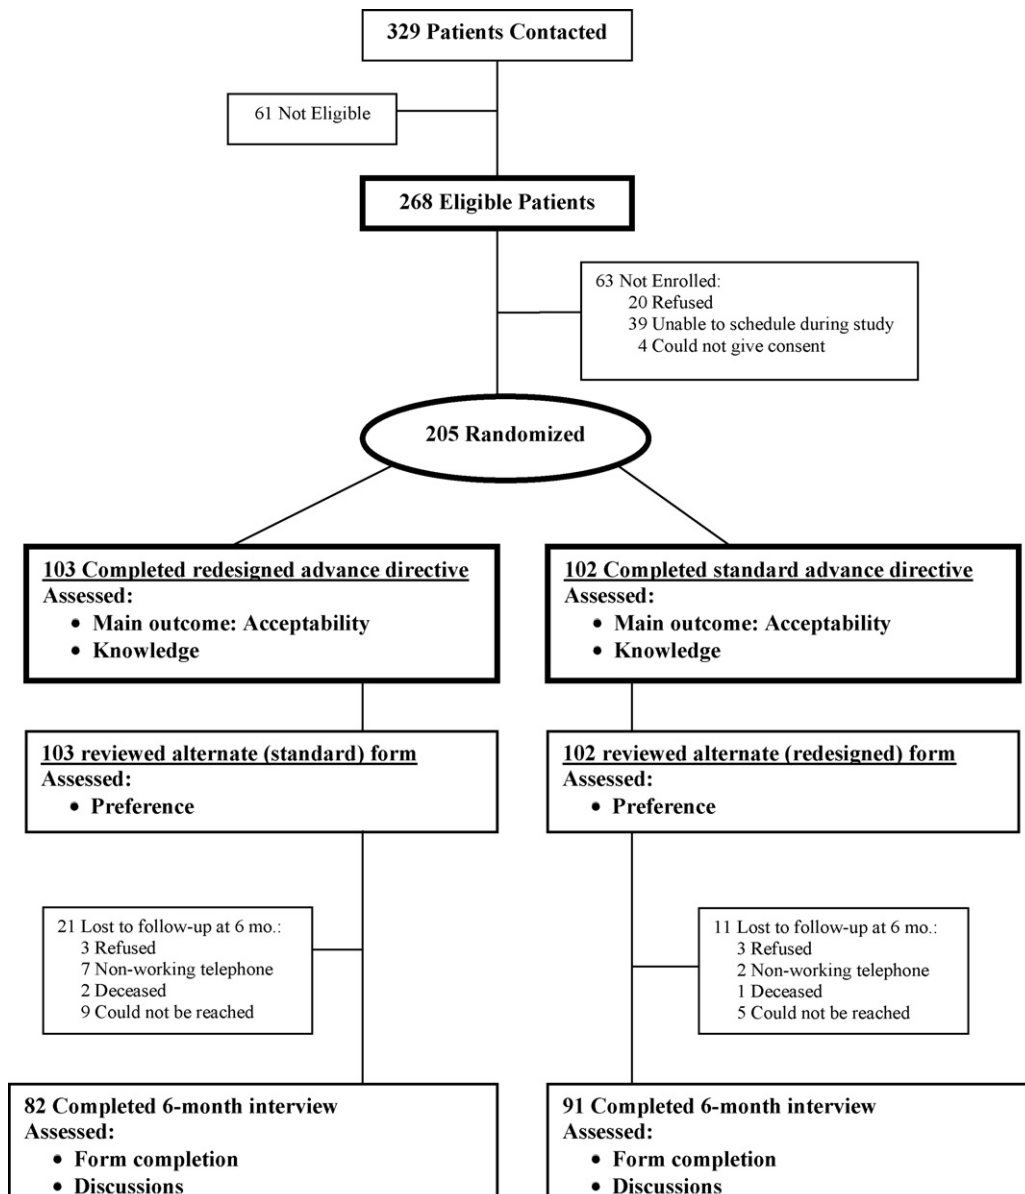 329 Patients Contacted
61 Not Eligible
268 Eligible Patients
63 Not Enrolled:
20 Refused
39 Unable to schedule during study
4 Could not give consent
205 Randomized
103 Completed redesigned advance directive
Assessed:
• Main outcome: Acceptability
• Knowledge
102 Completed standard advance directive
Assessed:
• Main outcome: Acceptability
• Knowledge
103 reviewed alternate (standard) form
Assessed:
• Preference
102 reviewed alternate (redesigned) form
Assessed:
• Preference
21 Lost to follow-up at 6 mo.:
3 Refused
7 Non-working telephone
2 Deceased
9 Could not be reached
11 Lost to follow-up at 6 mo.:
3 Refused
2 Non-working telephone
1 Deceased
5 Could not be reached
82 Completed 6-month interview
Assessed:
• Form completion
• Discussions
91 Completed 6-month interview
Assessed:
• Form completion
• Discussions